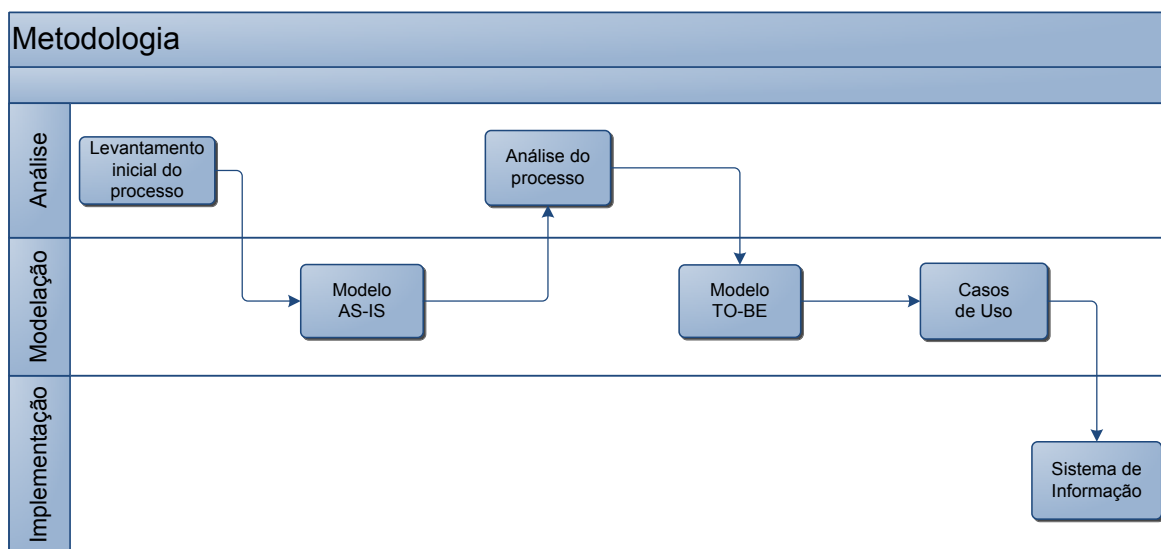 Metodologia
Análise
Levantamento
inicial do
processo
Análise do
processo
Modelação
Modelo
AS-IS
Modelo
TO-BE
Casos
de Uso
Implementação
Sistema de
Informação